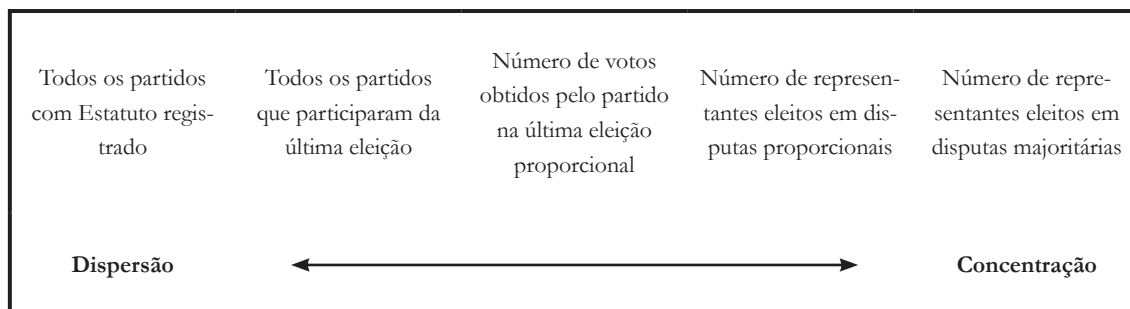 Todos os partidos
com Estatuto regis-
trado
Todos os partidos
que participaram da
última eleição
Número de votos
obtidos pelo partido
na última eleição
proporcional
Número de represen-
tantes eleitos em dis-
putas proporcionais
Número de repre-
sentantes eleitos em
disputas majoritárias
Dispersão
Concentração